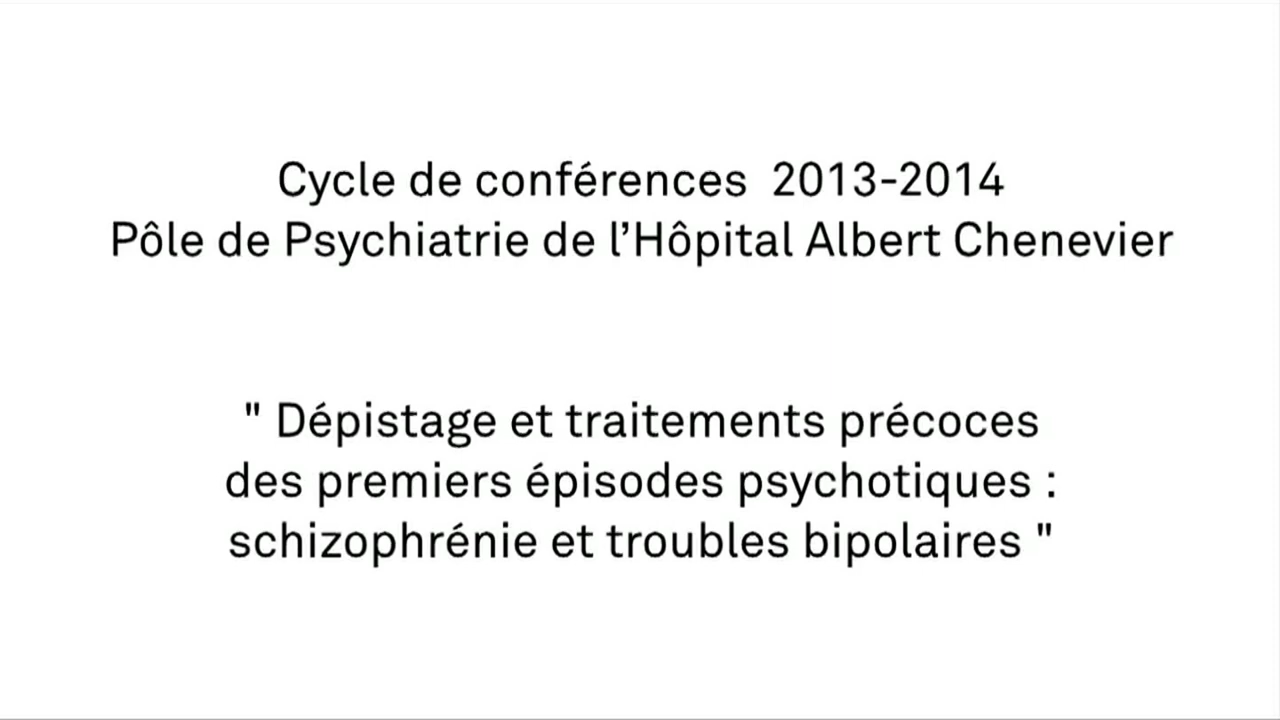 Cycle de conférences  2013-2014
Pôle de Psychiatrie de l’Hôpital Albert Chenevier
" Dépistage et traitements précoces
des premiers épisodes psychotiques :
schizophrénie et troubles bipolaires "